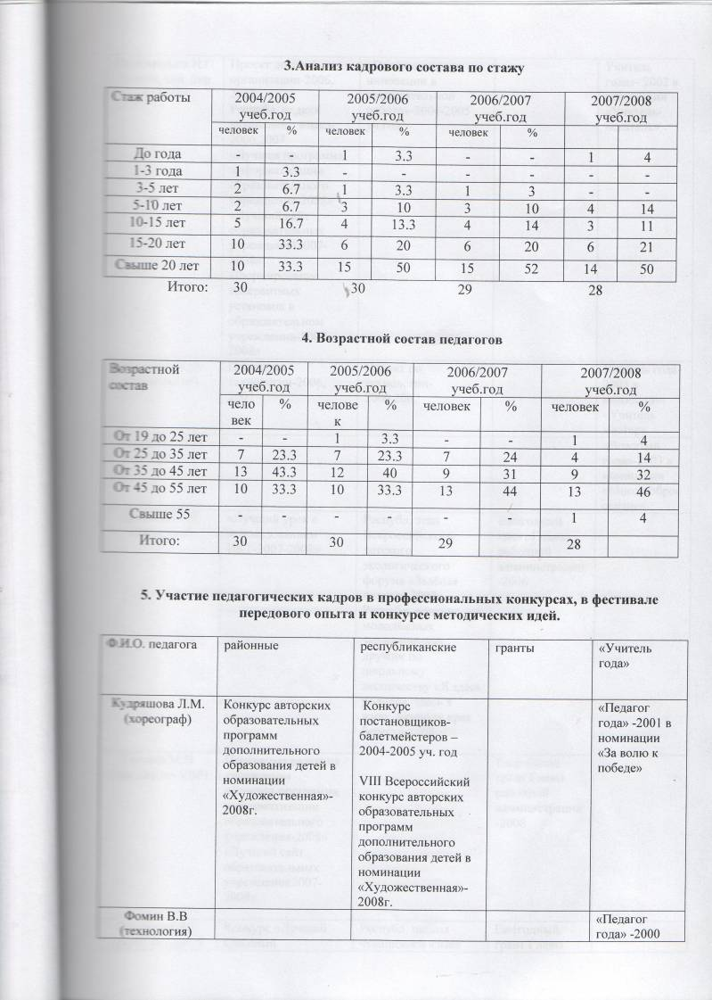 3.Анализ кадрового состава по стажу
Стаж работы 2004/2005 2005/2006 2006/2007 2007/2008
учеб.год учеб.год учеб.год учеб.год
человек % человек % человек %
До года - - 1 3.3 - - 1 4
1-3 года 1 3.3 - - - - - -
3-5 лет 2 6.7 1 3.3 1 3 - -
5-10 лет 2 6.7 3 10 3 10 4 14
10-15 лет 5 16.7 4 13.3 4 14 3 11
15-20 лет 10 33.3 6 20 6 20 6 21
Свыше 20 лет 10 33.3 15 50 15 52 14 50
Итого: 30 30 29 28
4. Возрастной состав педагогов
Возрастной 2004/2005 2005/2006 2006/2007 2007/2008
состав учеб.год учеб.год учеб.год учеб.год
чело % челове % человек % человек %
век к
От 19 до 25 лет - - 1 3.3 - - 1 4
От 25 до 35 лет 7 23.3 7 23.3 7 24 4 14
От 35 до 45 лет 13 43.3 12 40 9 31 9 32
От 45 до 55 лет 10 33.3 10 33.3 13 44 13 46
Свыше 55 - - - - - - 1 4
Итого: 30 30 29 28
5. Участие педагогических кадров в профессиональных конкурсах, в фестивале
передового опыта и конкурсе методических идей.
Ф.И.О. педагога районные республиканские гранты «Учитель
года»
Кудряшова Л.М.
(хореограф)
Конкурс авторских
образовательных
программ
дополнительного
образования детей в
номинации
«Художественная»-
2008г.
Конкурс
постановщиков-
балетмейстеров –
2004-2005 уч. год
VIII Всероссийский
конкурс авторских
образовательных
программ
дополнительного
образования детей в
номинации
«Художественная»-
2008г.
«Педагог
года» -2001 в
номинации
«За волю к
победе»
Фомин В.В
(технология)
«Педагог
года» -2000